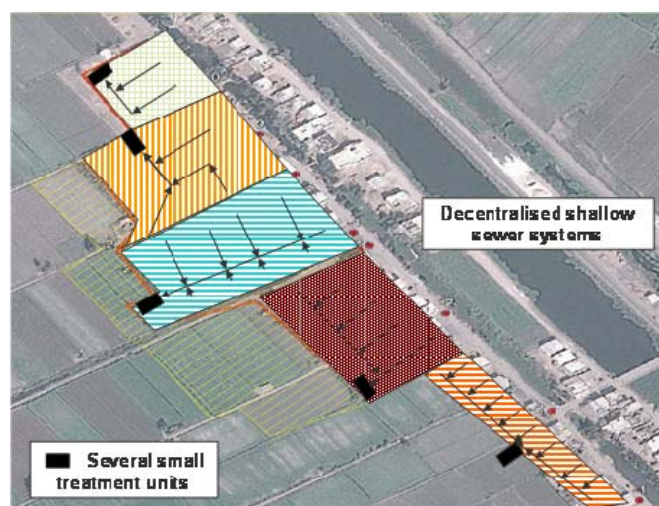 Decentralised shallow
sewer systems
Several small
treatment units